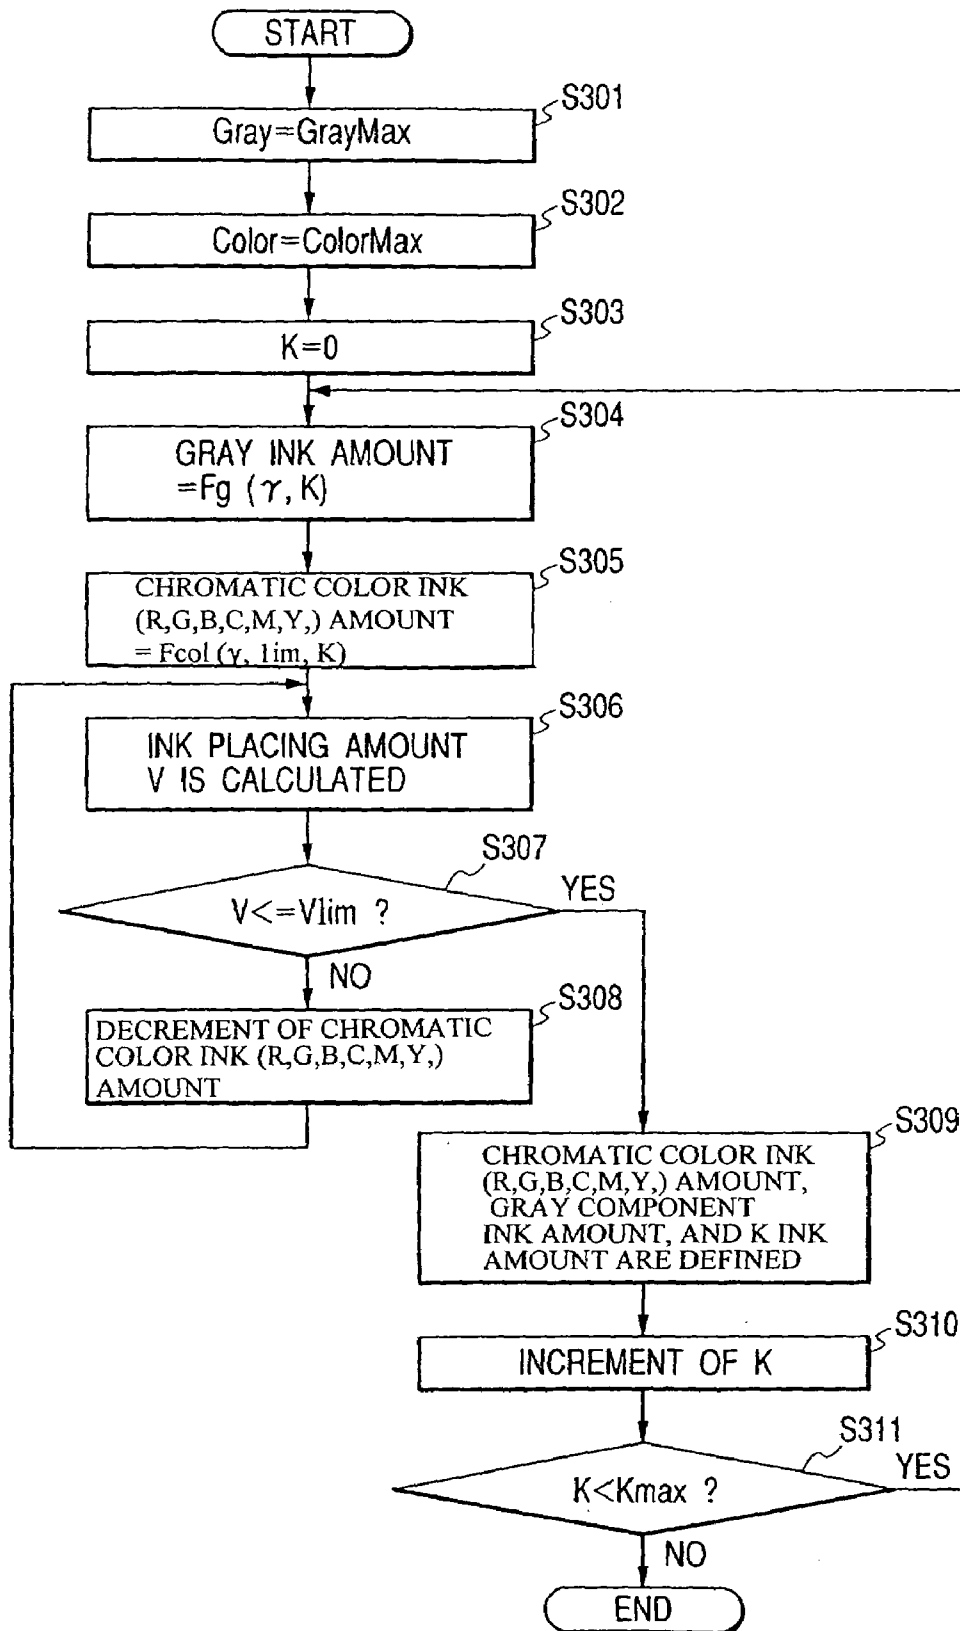 START
S301
Gray=GrayMax
S302
Color=ColorMax
S303
K=0
S304
GRAY INK AMOUNT
=Fg (γ, K)
S305
CHROMATIC COLOR INK
(R,G,B,C,M,Y,) AMOUNT
= Fcol (γ, lim, K)
S306
INK PLACING AMOUNT
V IS CALCULATED
S307
V<=Vlim ?
YES
NO
S308
DECREMENT OF CHROMATIC
COLOR INK (R,G,B,C,M,Y,)
AMOUNT
S309
CHROMATIC COLOR INK
(R,G,B,C,M,Y,) AMOUNT,
GRAY COMPONENT
INK AMOUNT, AND K INK
AMOUNT ARE DEFINED
S310
INCREMENT OF K
S311
K<Kmax ?
YES
NO
END